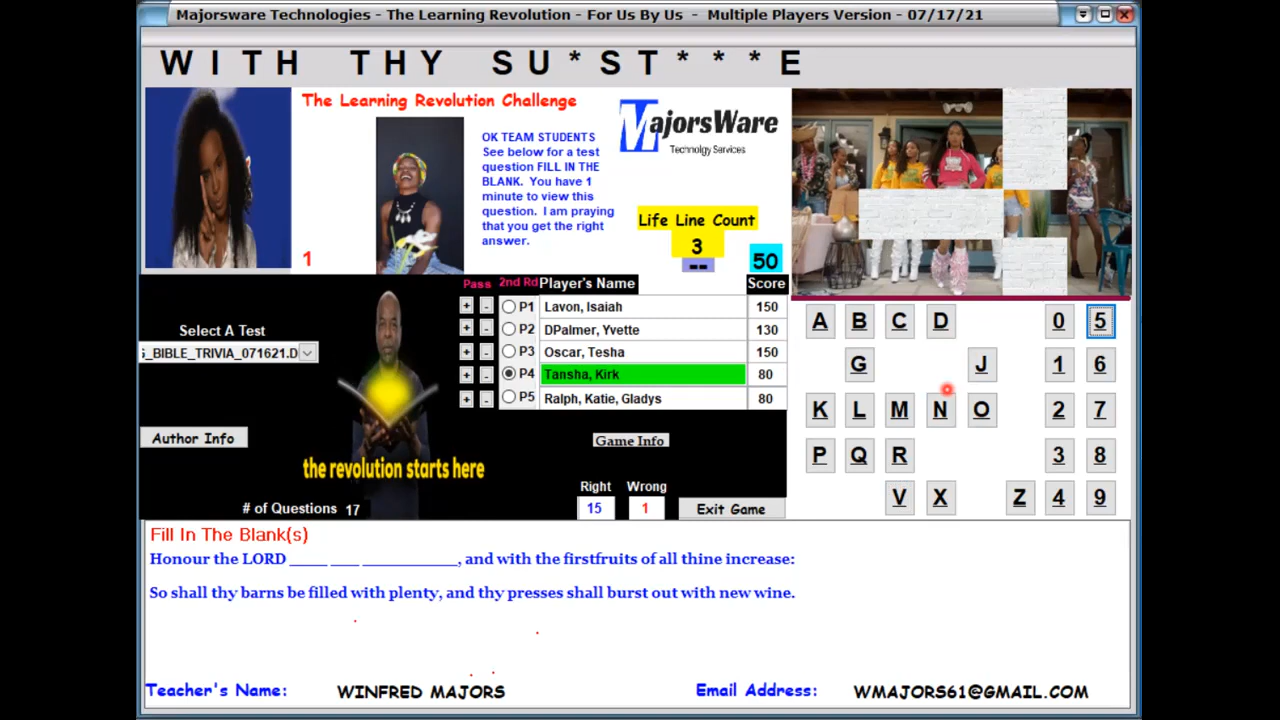 Majorsware Technologies - The Learning Revolution - For Us By Us - Multiple Players Version - 07/17/21
WITH THY SU*ST***E
The Learning Revolution Challenge
MajorsWare
Technolgy Services
OK TEAM STUDENTS
See below for a test
question FILL IN THE
BLANK. You have 1
minute to view this
question. I am praying
that you get the right
answer.
1
Life Line Count
3
--
50
Pass 2nd Rd Player's Name Score
+ - P1 Lavon, Isaiah 150
+ - P2 DPalmer, Yvette 130
+ - P3 Oscar, Tesha 150
+ - P4 Tansha, Kirk 80
+ - P5 Ralph, Katie, Gladys 80
Select A Test
_BIBLE_TRIVIA_071621.D
Author Info
the revolution starts here
# of Questions 17
Game Info
Right Wrong
15 1
Exit Game
A B C D 0 5
G J 1 6
K L M N O 2 7
P Q R 3 8
V X Z 4 9
Fill In The Blank(s)
Honour the LORD _____ ____ _____________, and with the firstfruits of all thine increase:
So shall thy barns be filled with plenty, and thy presses shall burst out with new wine.
Teacher's Name: WINFRED MAJORS Email Address: WMAJORS61@GMAIL.COM